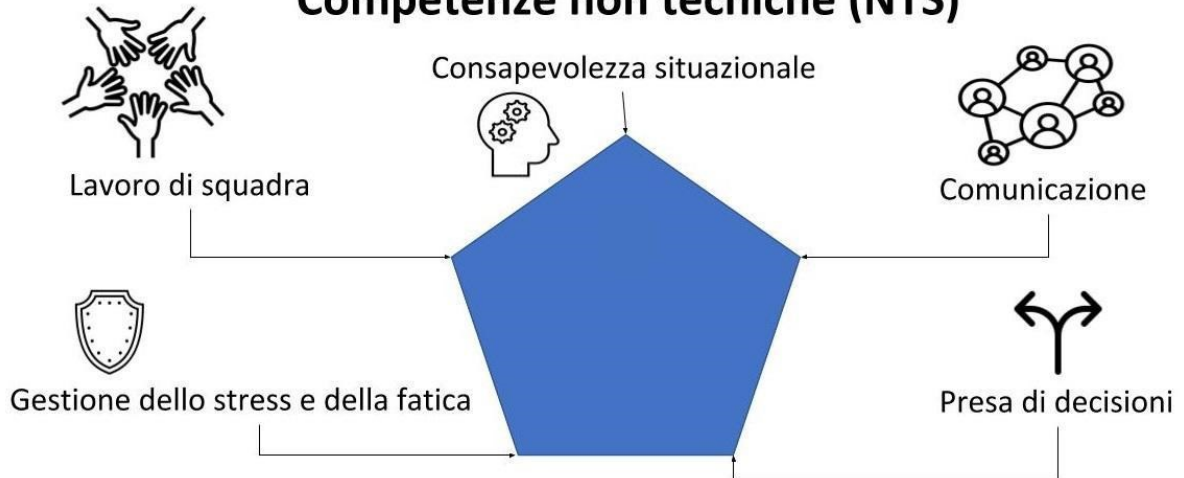 Competenze non tecniche (NTS)
Consapevolezza situazionale
Lavoro di squadra
Comunicazione
Gestione dello stress e della fatica
Presa di decisioni